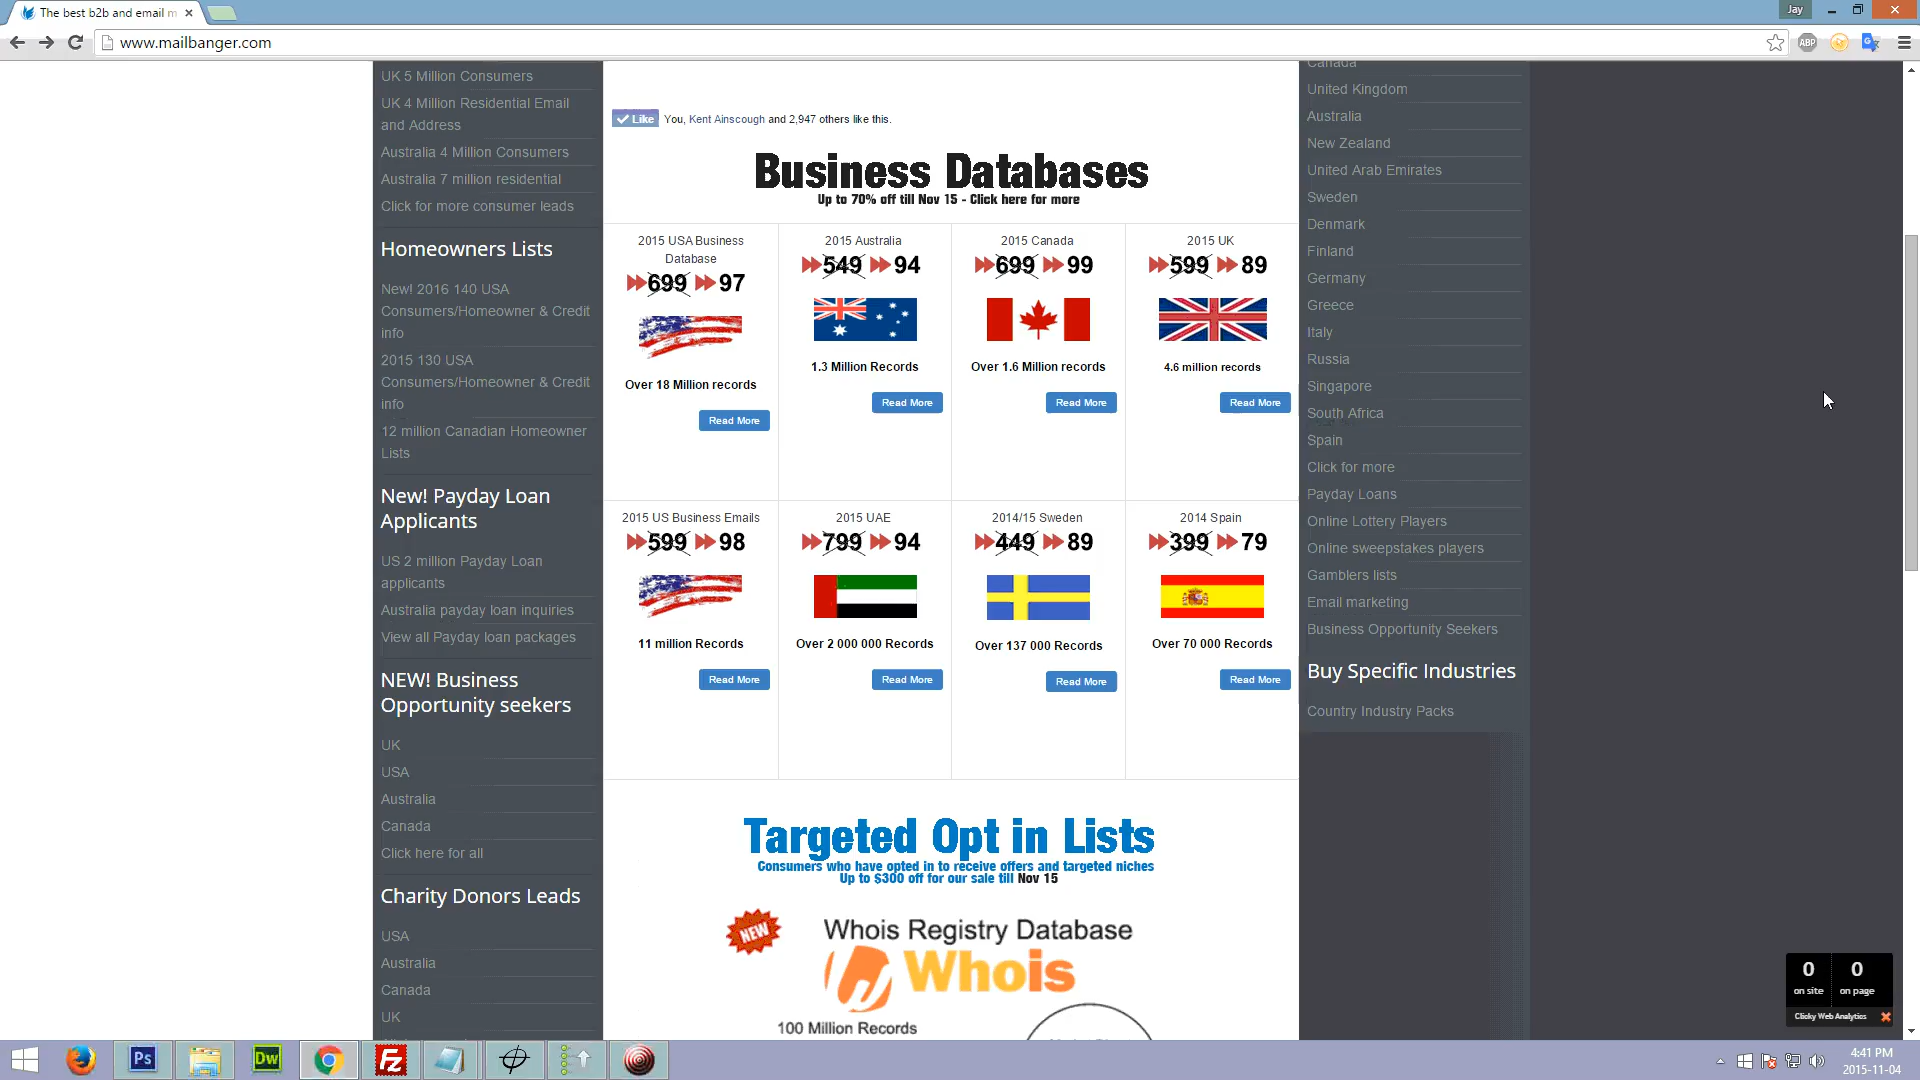 The best b2b and email m
Jay
www.mailbanger.com
ABP
UK 5 Million Consumers
UK 4 Million Residential Email
and Address
Australia 4 Million Consumers
Australia 7 million residential
Click for more consumer leads
Homeowners Lists
New! 2016 140 USA
Consumers/Homeowner & Credit
info
2015 130 USA
Consumers/Homeowner & Credit
info
12 million Canadian Homeowner
Lists
New! Payday Loan
Applicants
US 2 million Payday Loan
applicants
Australia payday loan inquiries
View all Payday loan packages
NEW! Business
Opportunity seekers
UK
USA
Australia
Canada
Click here for all
Charity Donors Leads
USA
Australia
Canada
UK
Like You, Kent Ainscough and 2,947 others like this.
Business Databases
Up to 70% off till Nov 15 - Click here for more
2015 USA Business
Database
699 97
Over 18 Million records
Read More
2015 Australia
549 94
1.3 Million Records
Read More
2015 Canada
699 99
Over 1.6 Million records
Read More
2015 UK
599 89
4.6 million records
Read More
2015 US Business Emails
599 98
11 million Records
Read More
2015 UAE
799 94
Over 2 000 000 Records
Read More
2014/15 Sweden
449 89
Over 137 000 Records
Read More
2014 Spain
399 79
Over 70 000 Records
Read More
Targeted Opt in Lists
Consumers who have opted in to receive offers and targeted niches
Up to $300 off for our sale till Nov 15
NEW
Whois Registry Database
Whois
100 Million Records
Canada
United Kingdom
Australia
New Zealand
United Arab Emirates
Sweden
Denmark
Finland
Germany
Greece
Italy
Russia
Singapore
South Africa
Spain
Click for more
Payday Loans
Online Lottery Players
Online sweepstakes players
Gamblers lists
Email marketing
Business Opportunity Seekers
Buy Specific Industries
Country Industry Packs
0 0
on site on page
Clicky Web Analytics
Ps
Dw
Fz
4:41 PM
2015-11-04